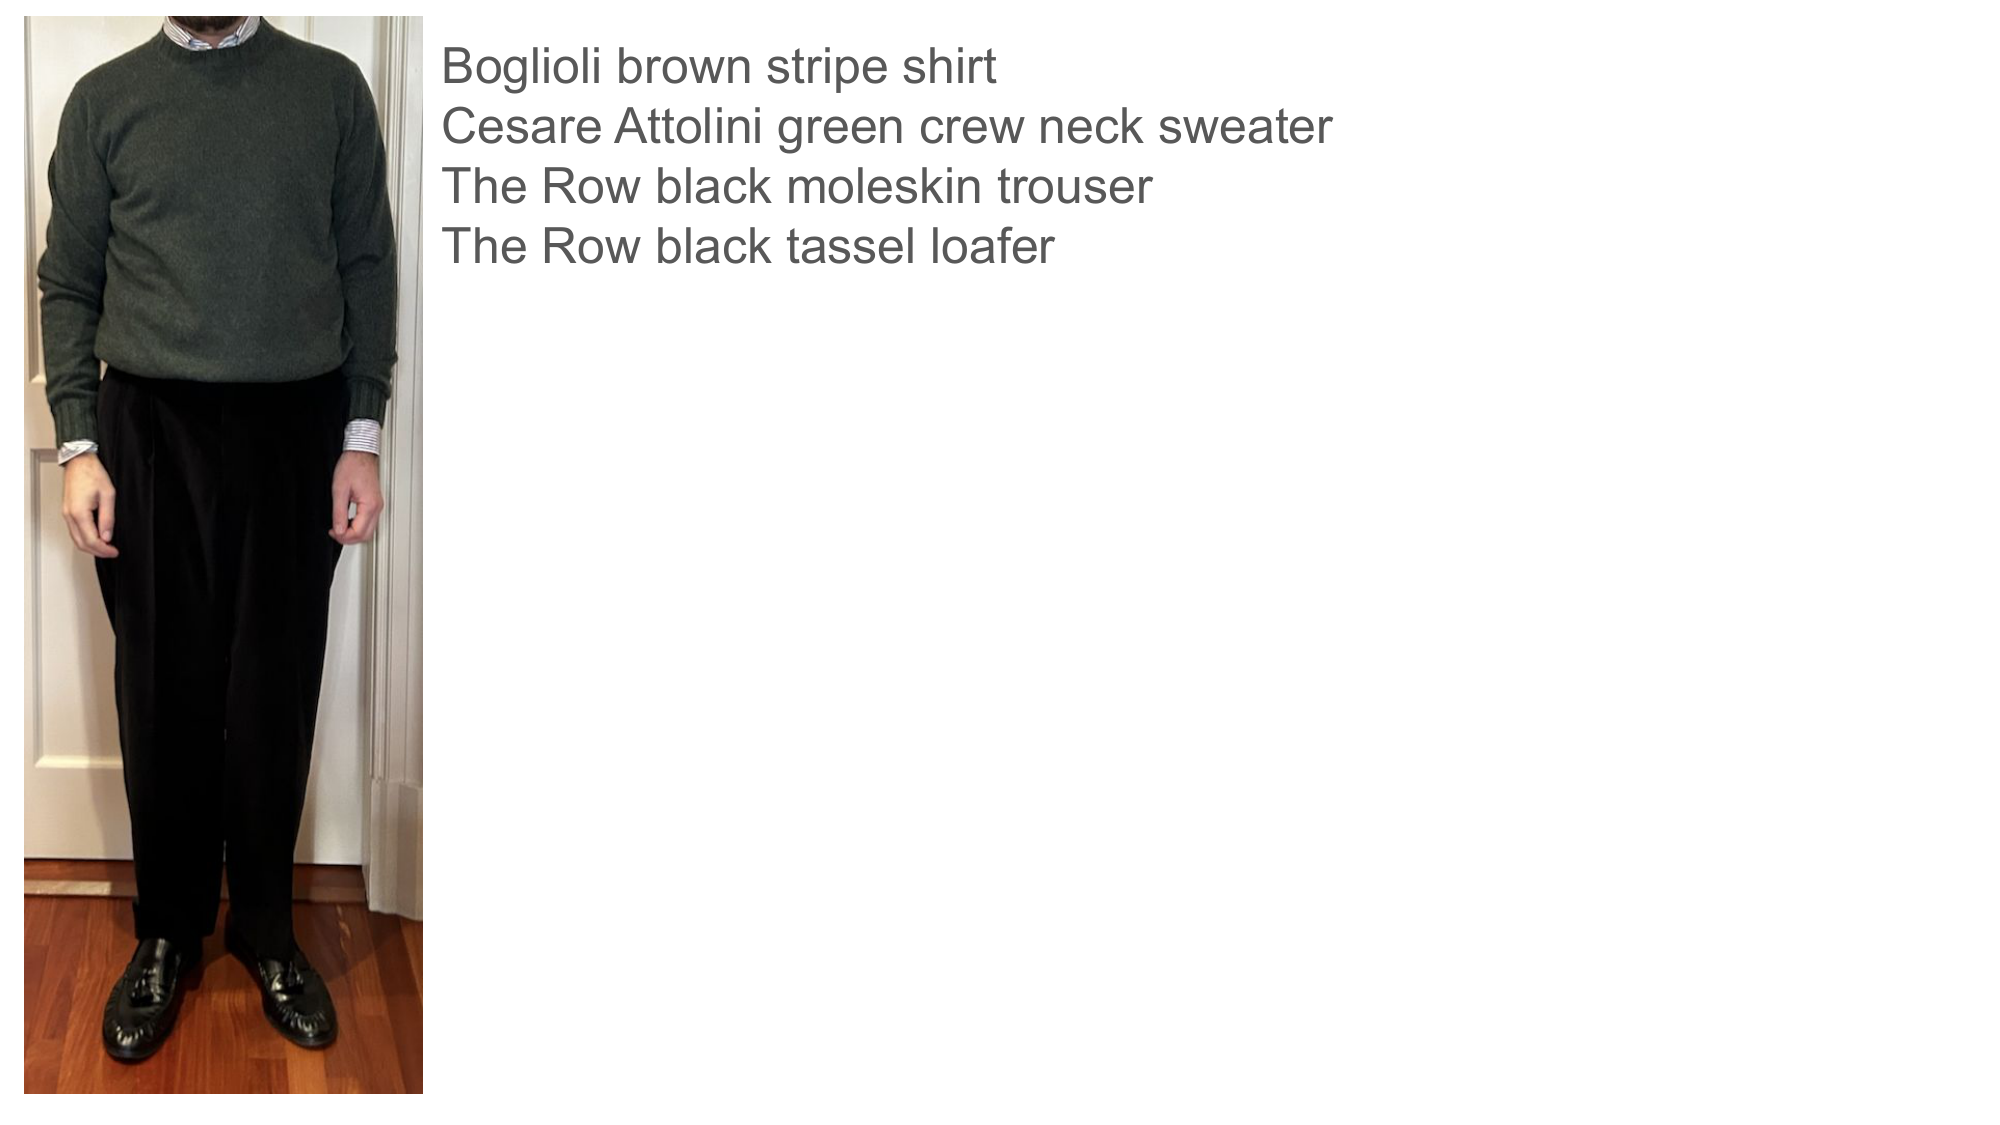 Boglioli brown stripe shirt
Cesare Attolini green crew neck sweater
The Row black moleskin trouser
The Row black tassel loafer